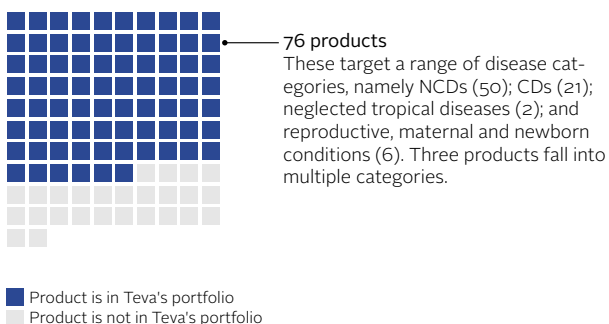 76 products
These target a range of disease cat-
egories, namely NCDs (50); CDs (21);
neglected tropical diseases (2); and
reproductive, maternal and newborn
conditions (6). Three products fall into
multiple categories.
Product is in Teva's portfolio
Product is not in Teva's portfolio